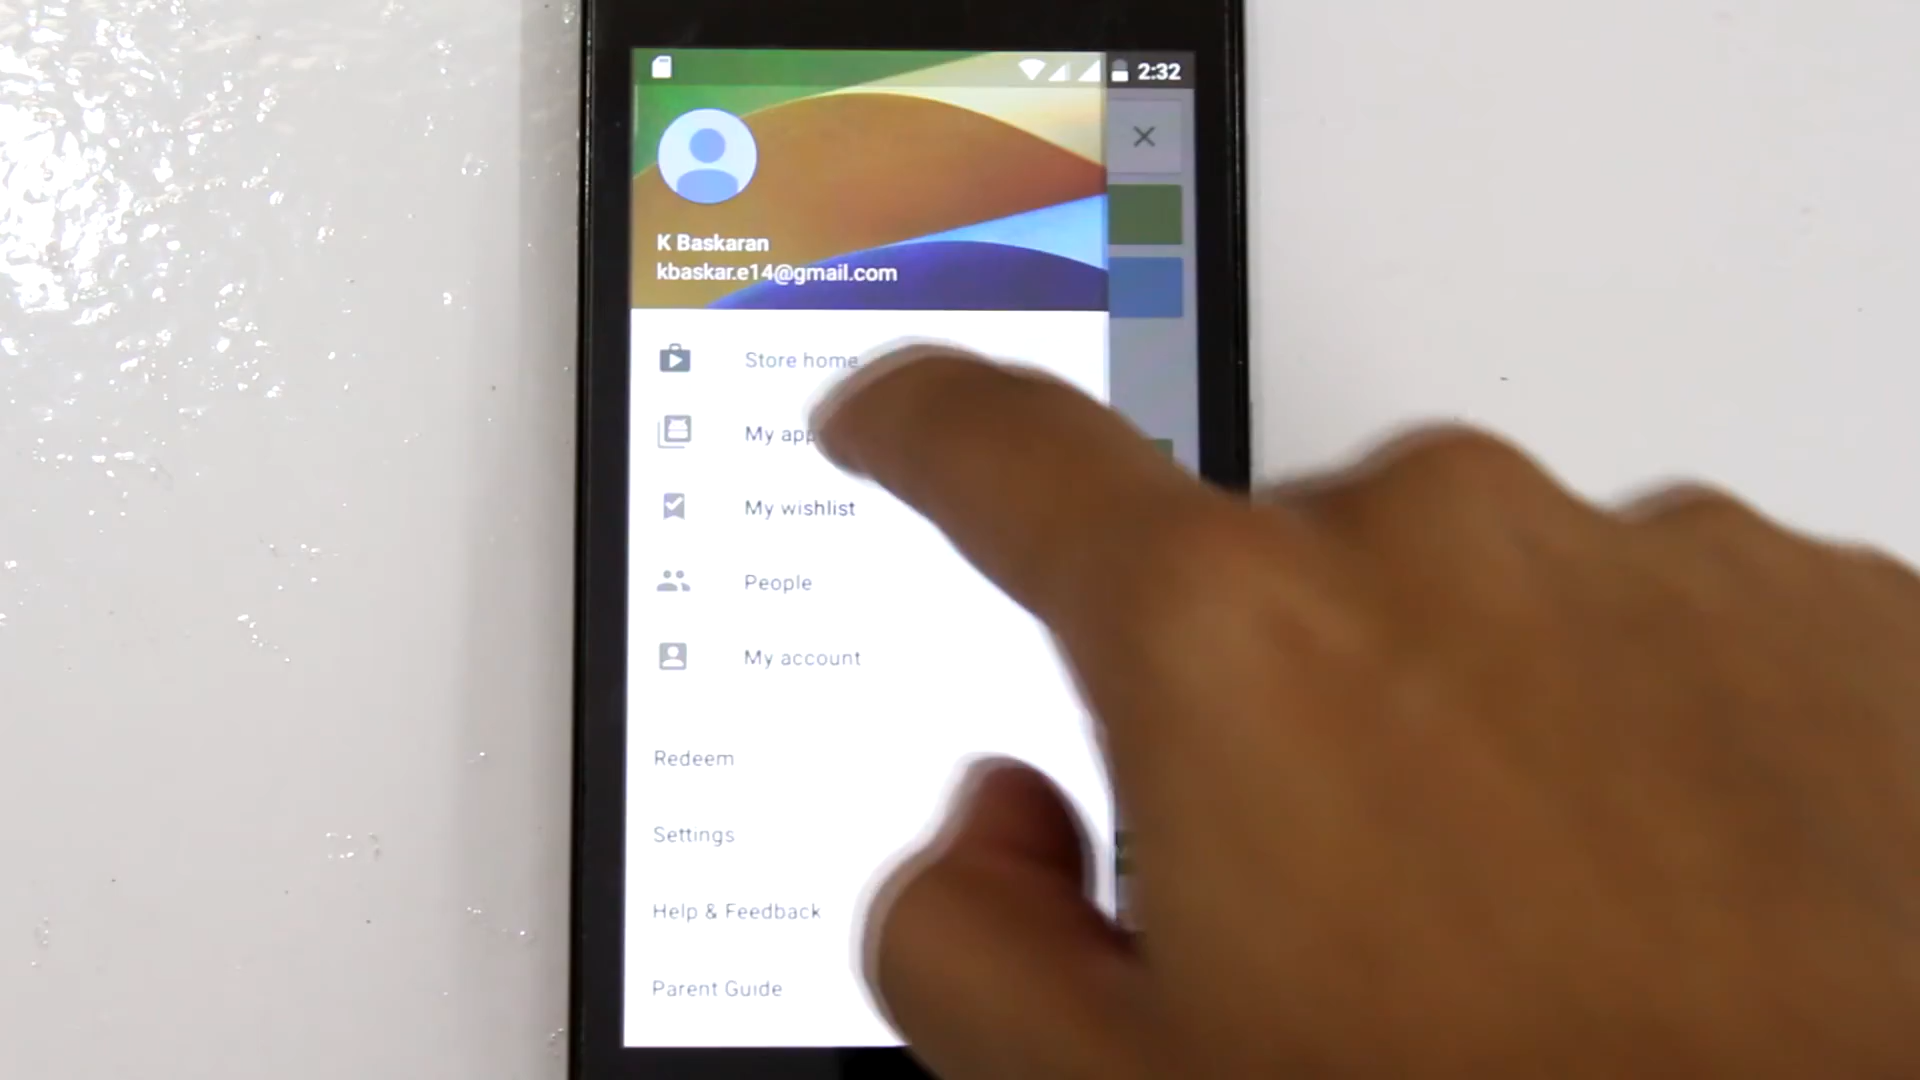 2:32
K Baskaran
kbaskar.e14@gmail.com
Store home
My
My wishlist
People
My account
Redeem
Settings
Help & Feedback
Parent Guide